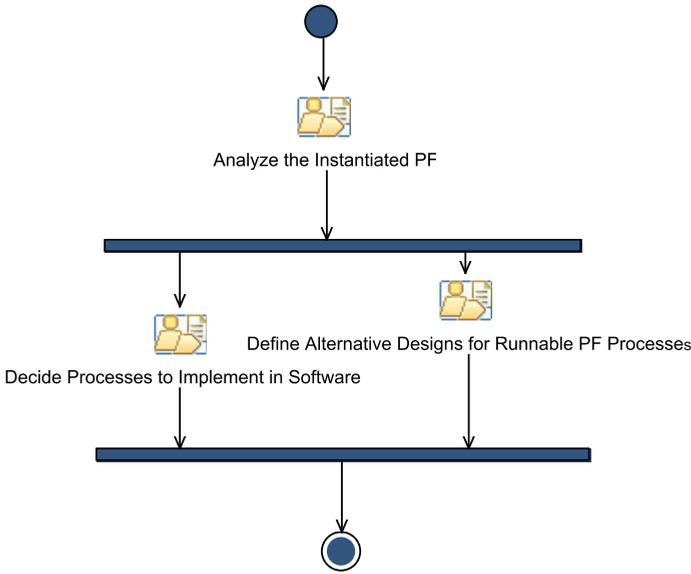 Analyze the Instantiated PF
Define Alternative Designs for Runnable PF Processes
Decide Processes to Implement in Software